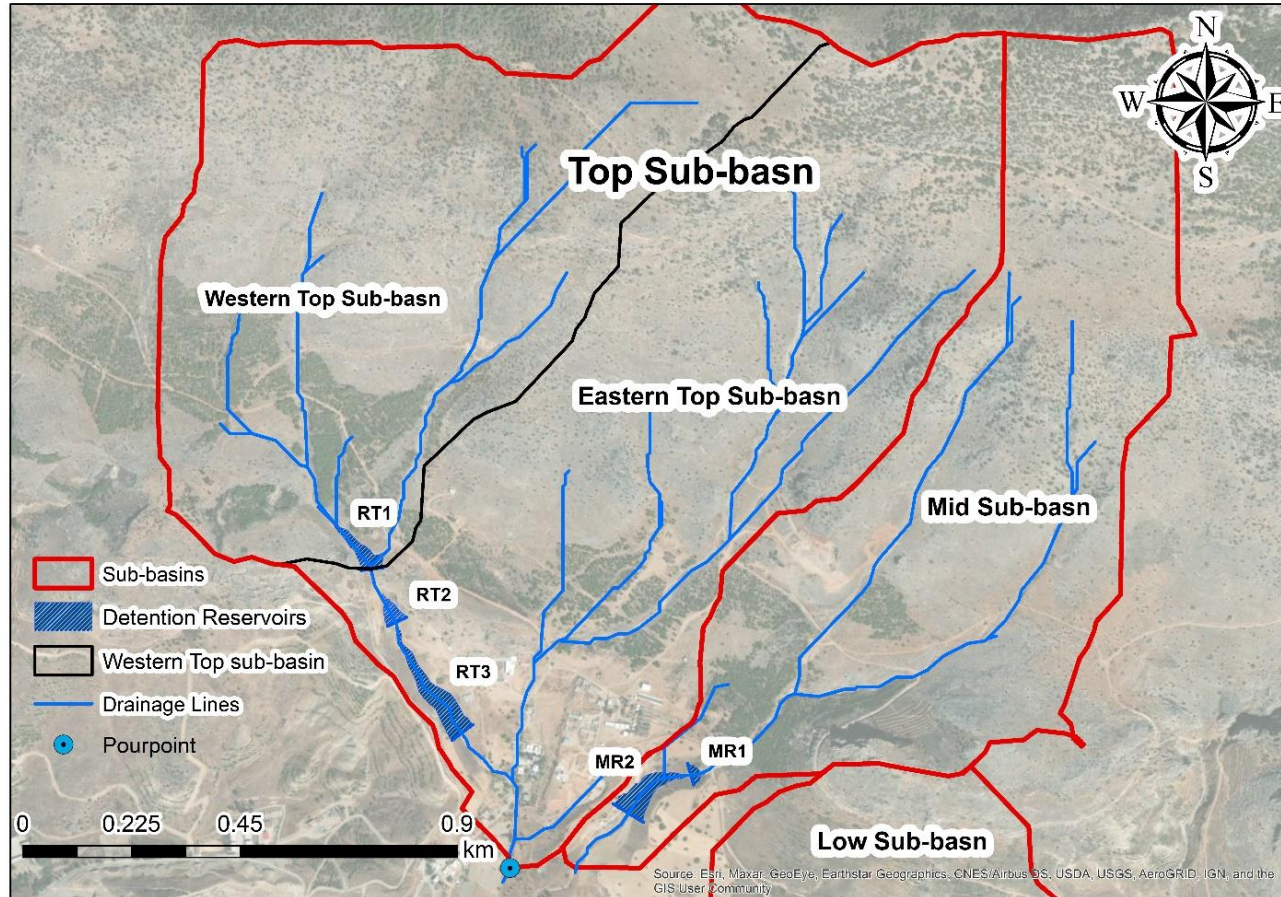 N
W E
S
Top Sub-basn
Western Top Sub-basn
Eastern Top Sub-basn
Mid Sub-basn
RT1
RT2
RT3
MR2
MR1
Low Sub-basn
Sub-basins
Detention Reservoirs
Western Top sub-basin
Drainage Lines
Pourpoint
0 0.225 0.45 0.9
km
Source: Esri, Maxar, GeoEye, Earthstar Geographics, CNES/Airbus DS, USDA, USGS, AeroGRID, IGN, and the
GIS User Community